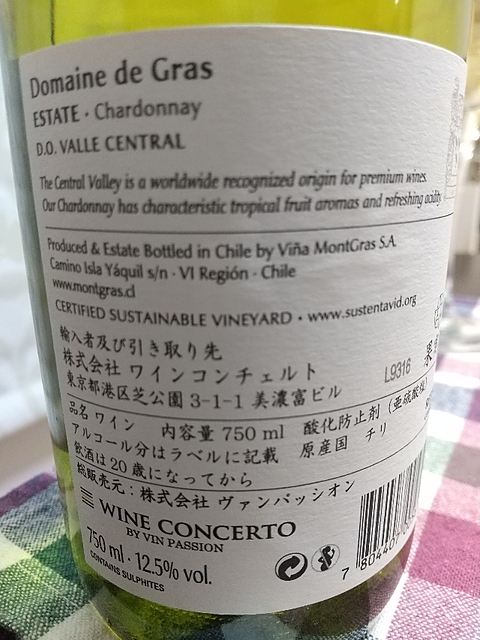 Domaine de Gras
ESTATE · Chardonnay
D.O. VALLE CENTRAL
The Central Valley is a worldwide recognized origin for premium wines.
Our Chardonnay has characteristic tropical fruit aromas and refreshing acidity.
Produced & Estate Bottled in Chile by Viña MontGras S.A.
Camino Isla Yáquil s/n · VI Región · Chile
www.montgras.cl
CERTIFIED SUSTAINABLE VINEYARD · www.sustentavid.org
輸入者及び引き取り先
株式会社 ワインコンチェルト
東京都港区芝公園 3-1-1 美濃富ビル
L9316
品名 ワイン 内容量 750 ml 酸化防止剤 (亜硫酸塩)
アルコール分はラベルに記載 原産国 チリ
飲酒は 20 歳になってから
総販売元:株式会社 ヴァンパッシオン
WINE CONCERTO
BY VIN PASSION
750 ml · 12.5% vol.
CONTAINS SULPHITES
7 804407